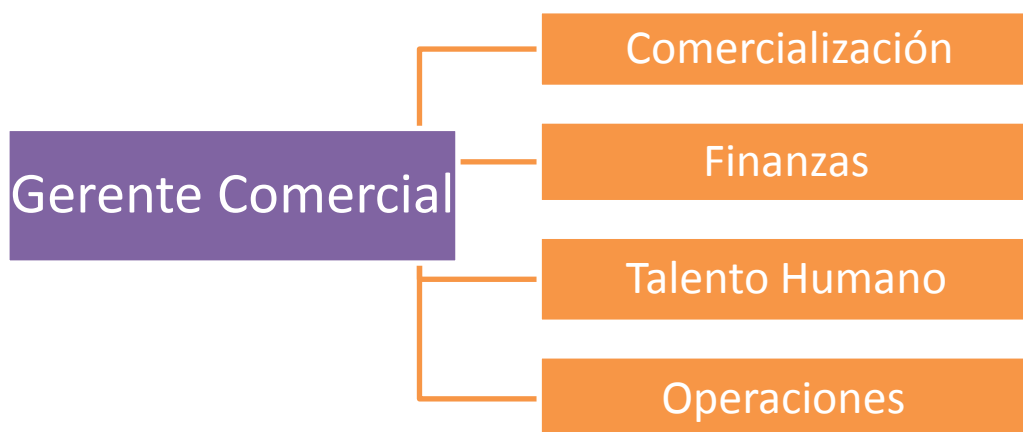 Comercialización
Finanzas
Gerente Comercial
Talento Humano
Operaciones